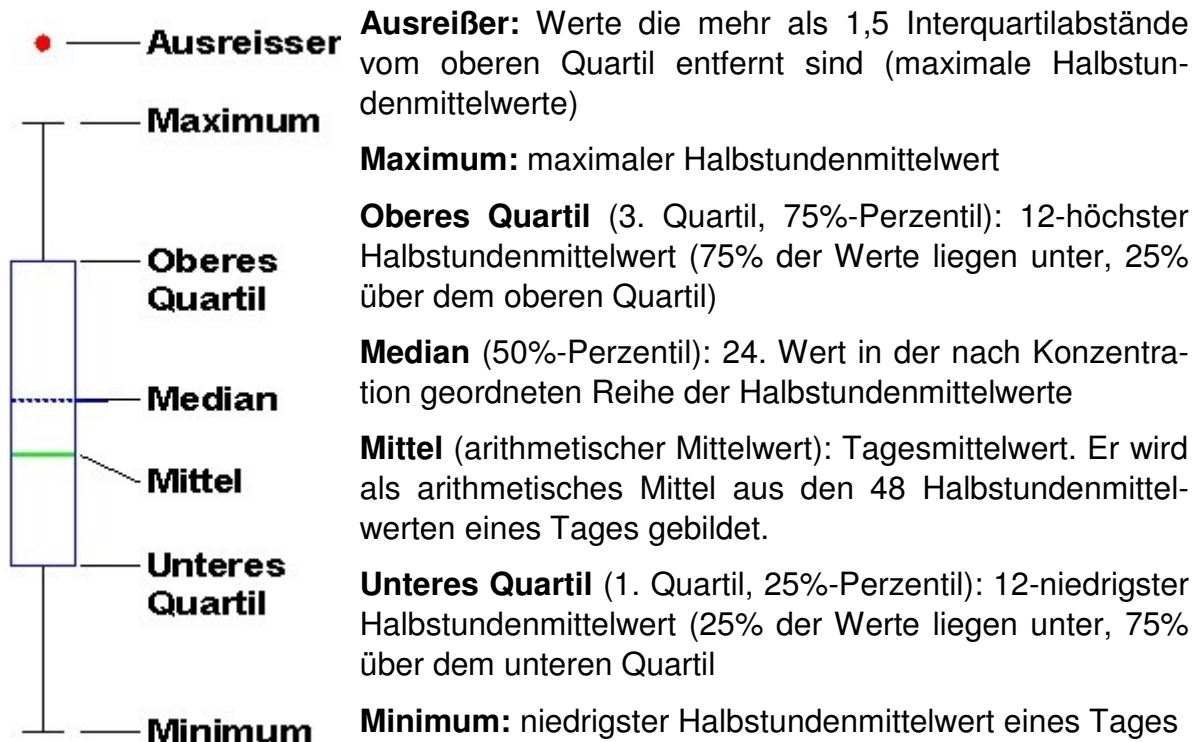 Ausreisser
Maximum
Oberes
Quartil
Median
Mittel
Unteres
Quartil
Minimum
Ausreißer: Werte die mehr als 1,5 Interquartilabstände
vom oberen Quartil entfernt sind (maximale Halbstun-
denmittelwerte)
Maximum: maximaler Halbstundenmittelwert
Oberes Quartil (3. Quartil, 75%-Perzentil): 12-höchster
Halbstundenmittelwert (75% der Werte liegen unter, 25%
über dem oberen Quartil)
Median (50%-Perzentil): 24. Wert in der nach Konzentra-
tion geordneten Reihe der Halbstundenmittelwerte
Mittel (arithmetischer Mittelwert): Tagesmittelwert. Er wird
als arithmetisches Mittel aus den 48 Halbstundenmittel-
werten eines Tages gebildet.
Unteres Quartil (1. Quartil, 25%-Perzentil): 12-niedrigster
Halbstundenmittelwert (25% der Werte liegen unter, 75%
über dem unteren Quartil
Minimum: niedrigster Halbstundenmittelwert eines Tages